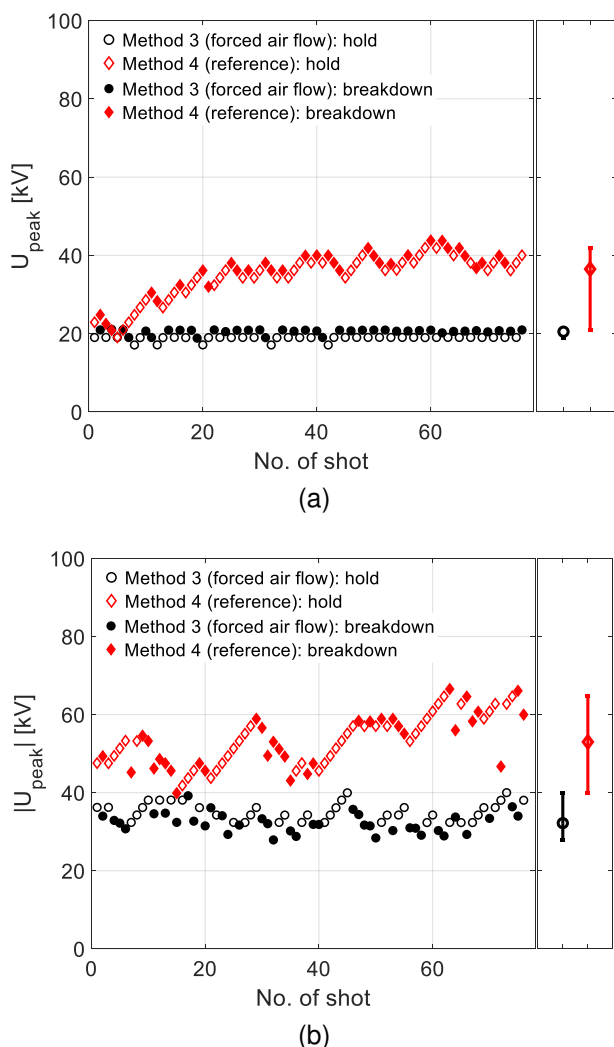 100
80
60
40
20
0
U_peak [kV]
Method 3 (forced air flow): hold
Method 4 (reference): hold
Method 3 (forced air flow): breakdown
Method 4 (reference): breakdown
0 20 40 60
No. of shot
(a)
100
80
60
40
20
0
|U_peak| [kV]
Method 3 (forced air flow): hold
Method 4 (reference): hold
Method 3 (forced air flow): breakdown
Method 4 (reference): breakdown
0 20 40 60
No. of shot
(b)